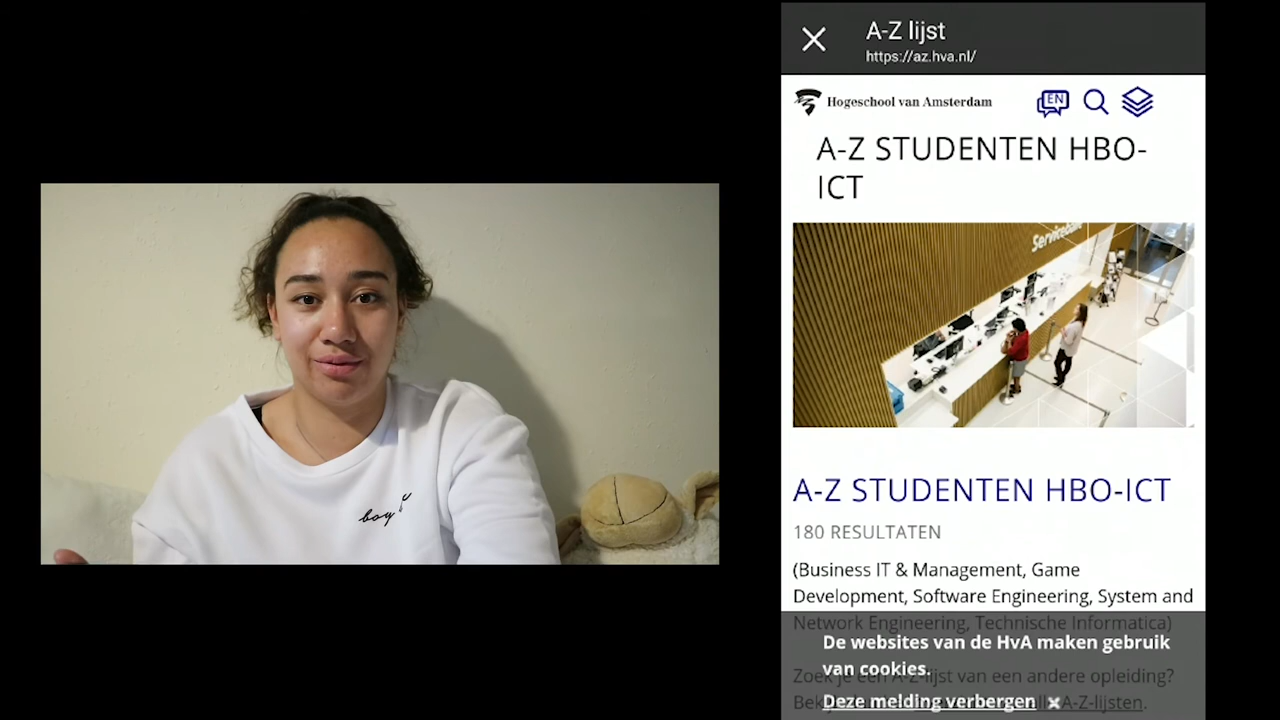 A-Z lijst
https://az.hva.nl/
Hogeschool van Amsterdam
EN
A-Z STUDENTEN HBO-
ICT
Servicebalie
boy
A-Z STUDENTEN HBO-ICT
180 RESULTATEN
(Business IT & Management, Game
Development, Software Engineering, System and
Network Engineering, Technische Informatica)
De websites van de HvA maken gebruik
van cookies.
Zoek je een A-Z-lijst van een andere opleiding?
Deze melding verbergen
A-Z-lijsten.